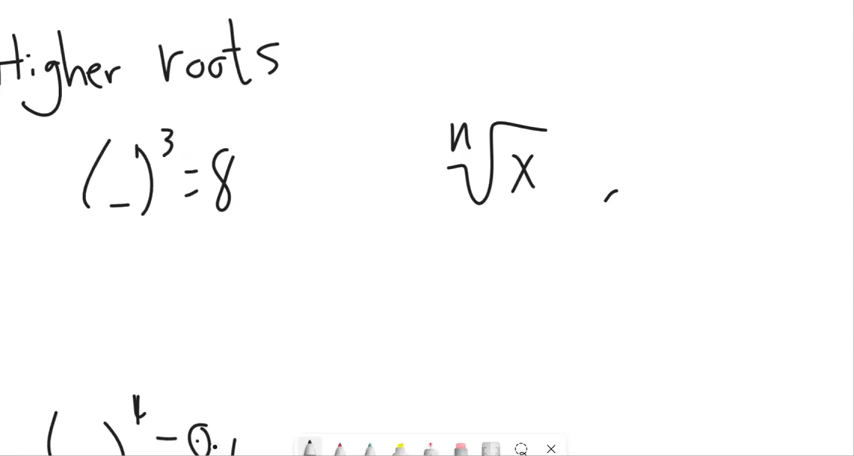 Higher roots
(_)³ = 8
ⁿ√x